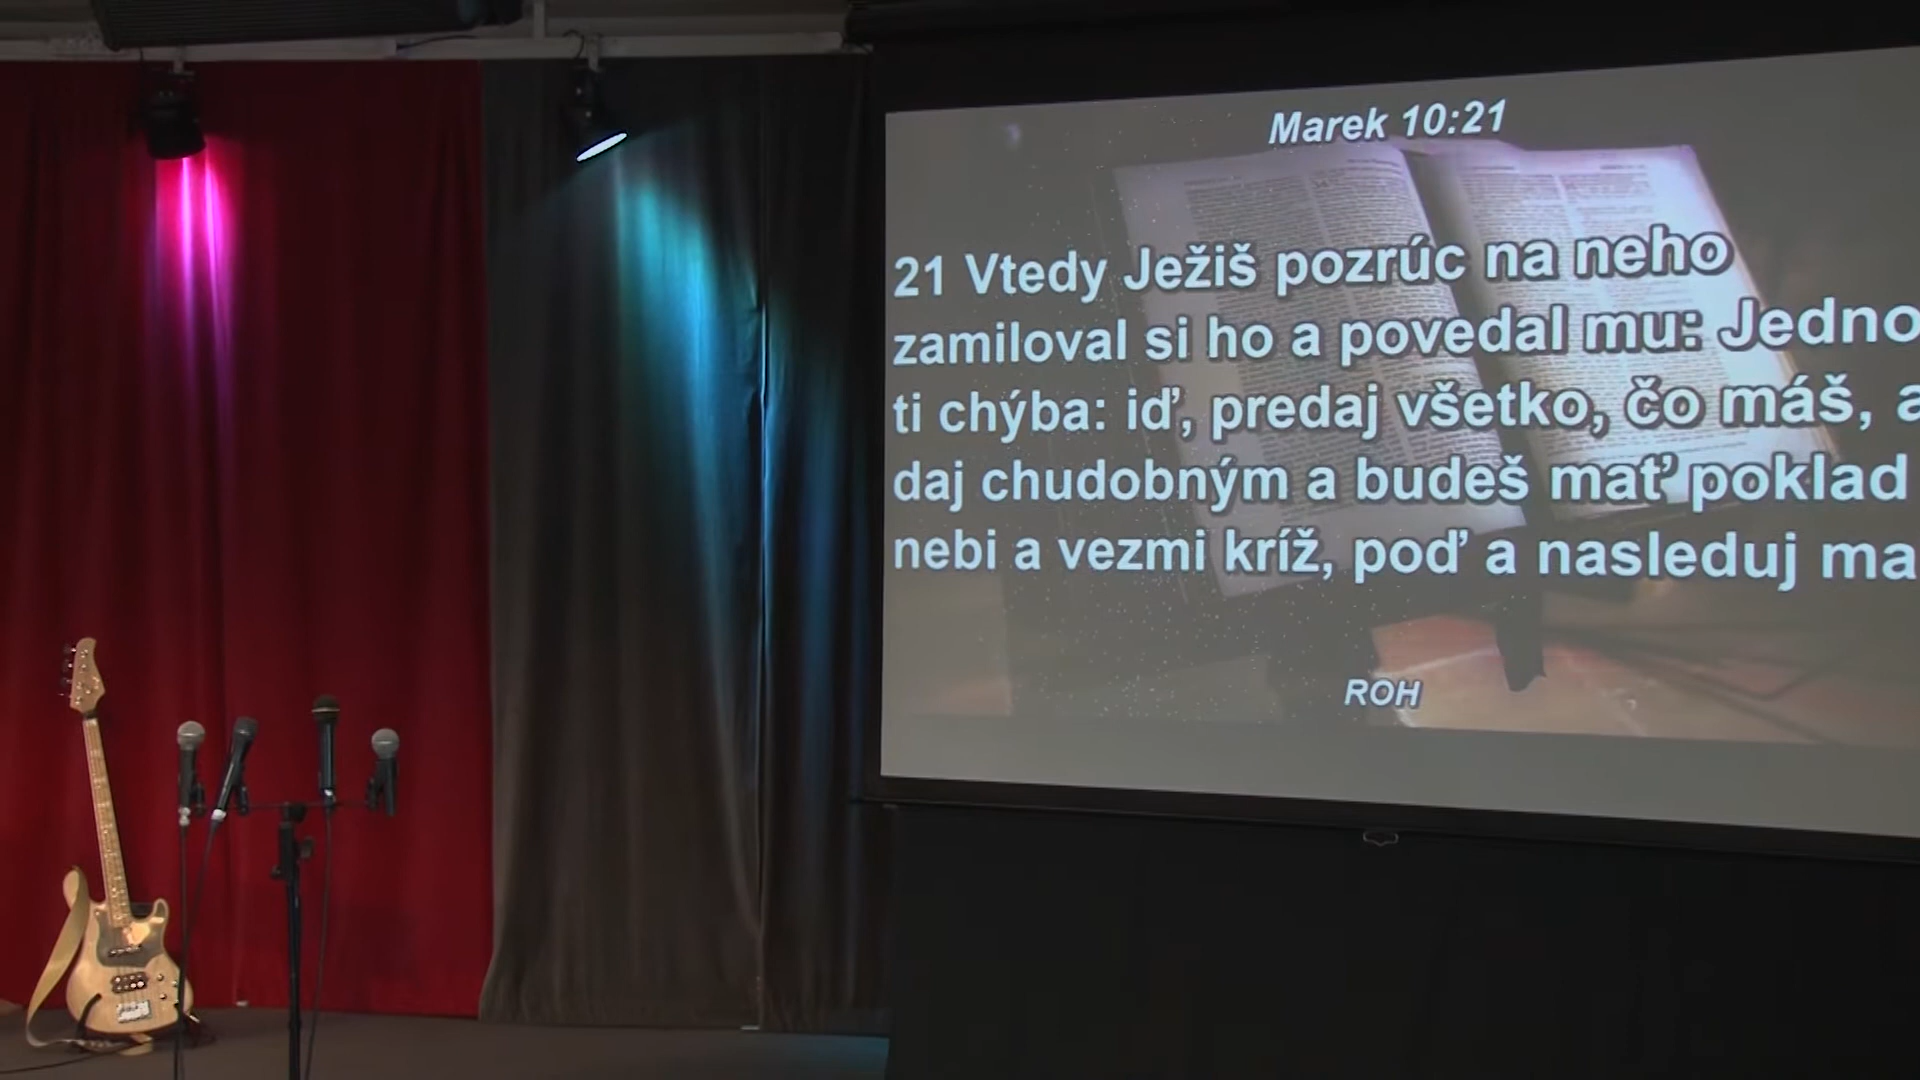 Marek 10:21
21 Vtedy Ježiš pozrúc na neho
zamiloval si ho a povedal mu: Jedno
ti chýba: iď, predaj všetko, čo máš, a
daj chudobným a budeš mať poklad
nebi a vezmi kríž, poď a nasleduj ma
ROH